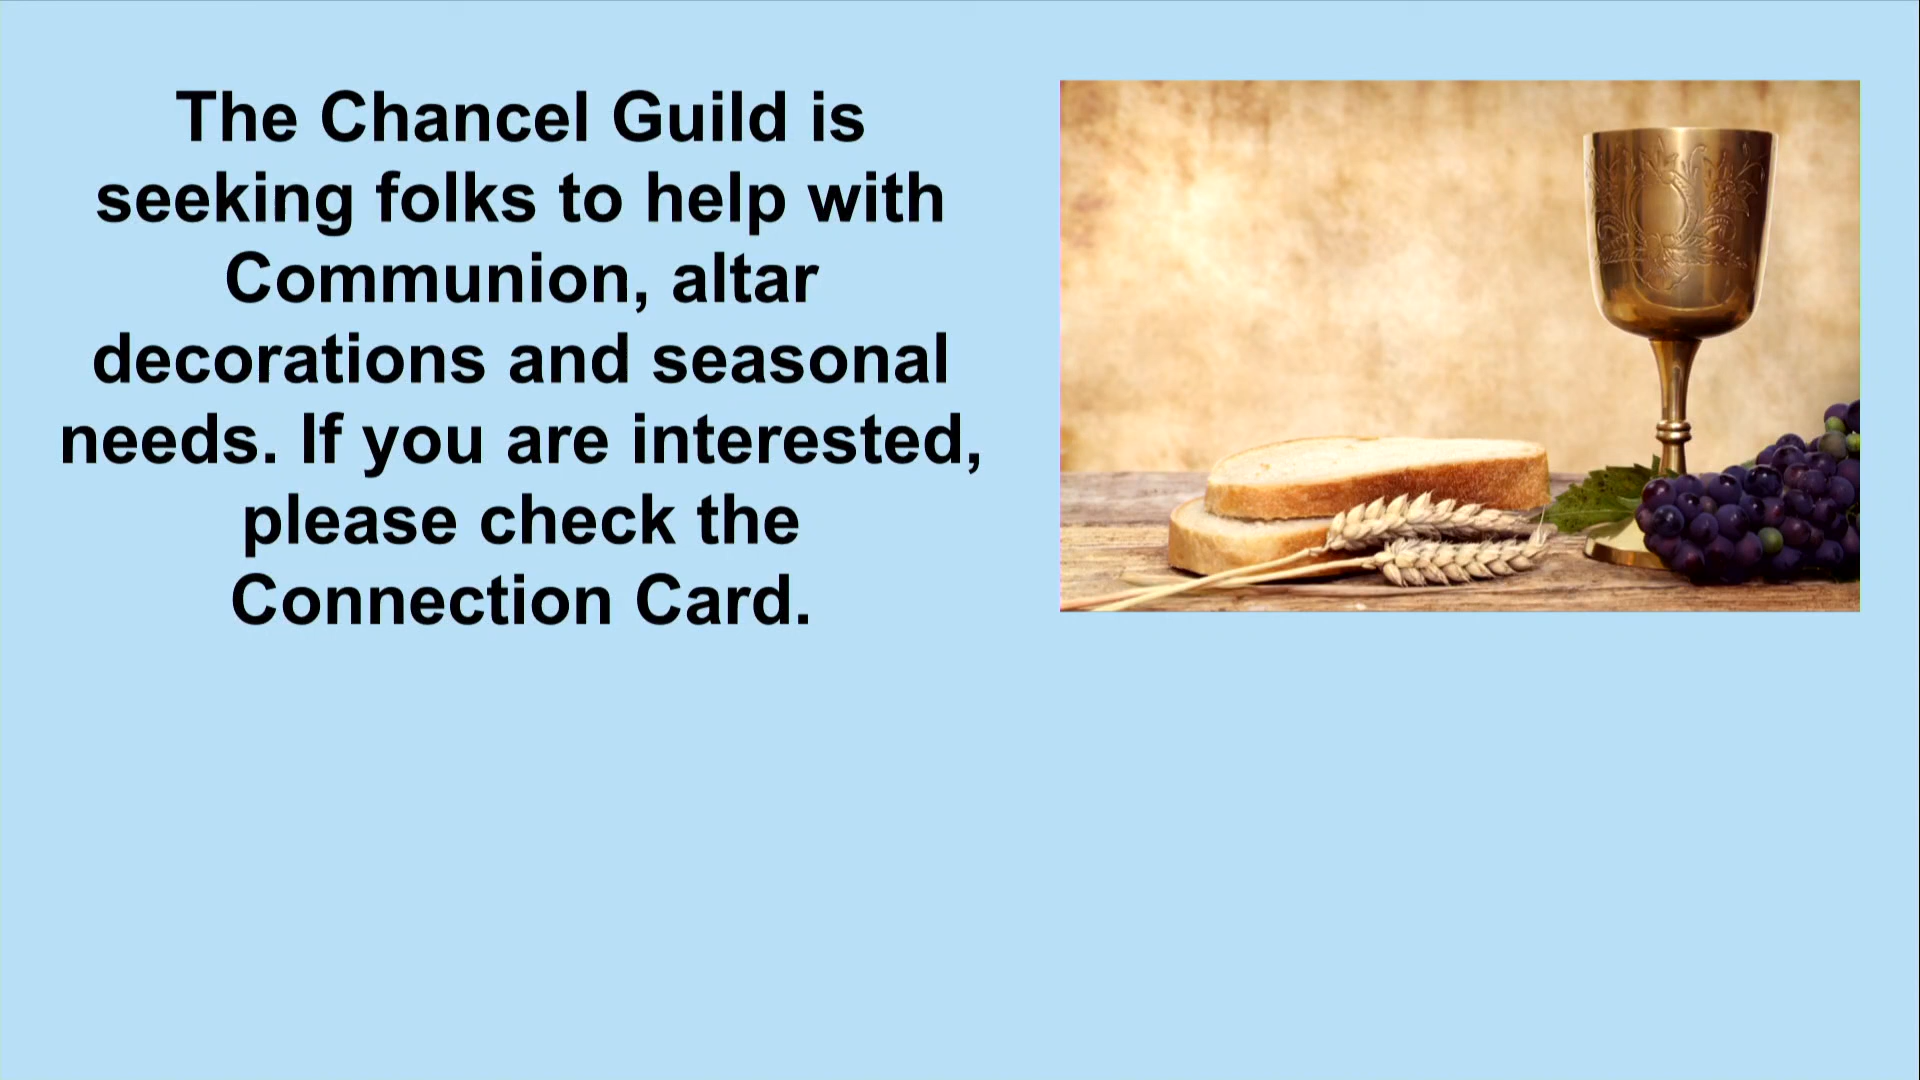 The Chancel Guild is
seeking folks to help with
Communion, altar
decorations and seasonal
needs. If you are interested,
please check the
Connection Card.